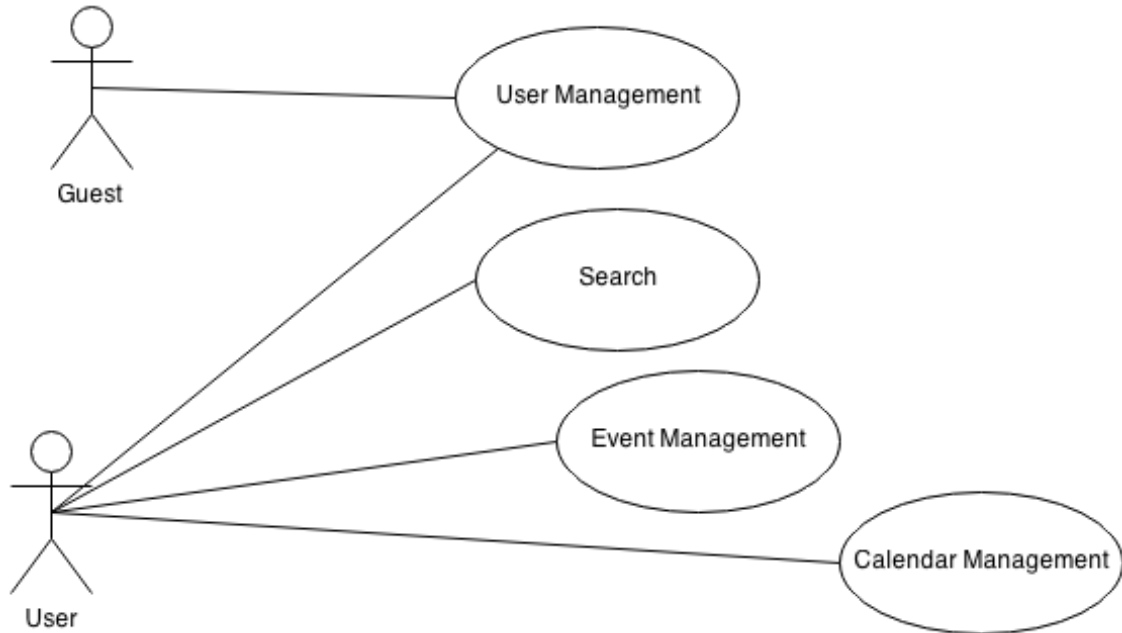 User Management
Guest
Search
Event Management
Calendar Management
User